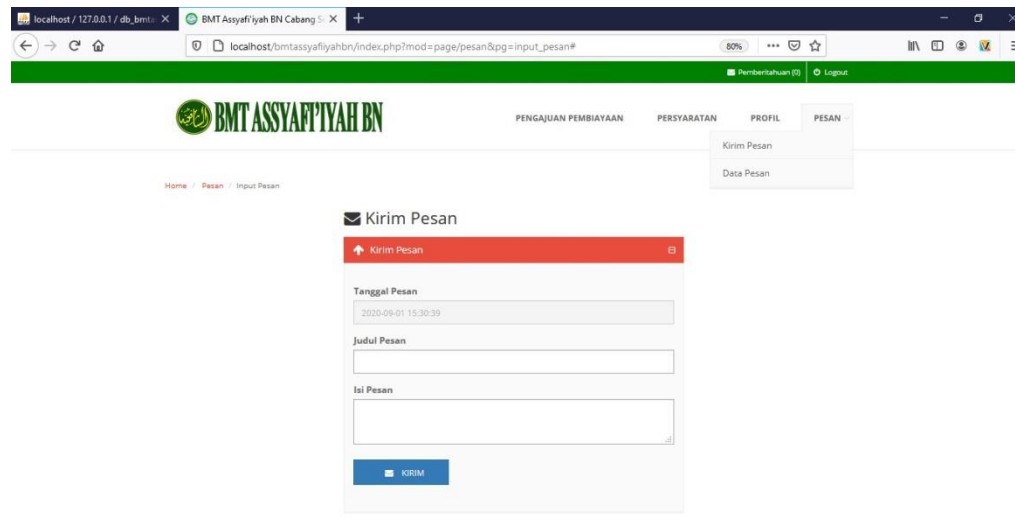 localhost / 127.0.0.1 / db_bmta
BMT Assyafi'iyah BN Cabang S
localhost/bmtassyafiiyahbn/index.php?mod=page/pesan&pg=input_pesan#
80%
Pemberitahuan (0)
Logout
BMT ASSYAFI'IYAH BN
PENGAJUAN PEMBIAYAAN
PERSYARATAN
PROFIL
PESAN
Kirim Pesan
Data Pesan
Home / Pesan / Input Pesan
Kirim Pesan
Kirim Pesan
Tanggal Pesan
2020-09-01 15:30:39
Judul Pesan
Isi Pesan
KIRIM